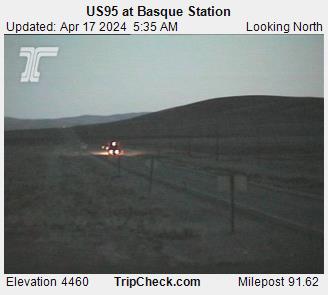 US95 at Basque Station
Updated: Apr 17 2024 5:35 AM Looking North
Elevation 4460 TripCheck.com Milepost 91.62